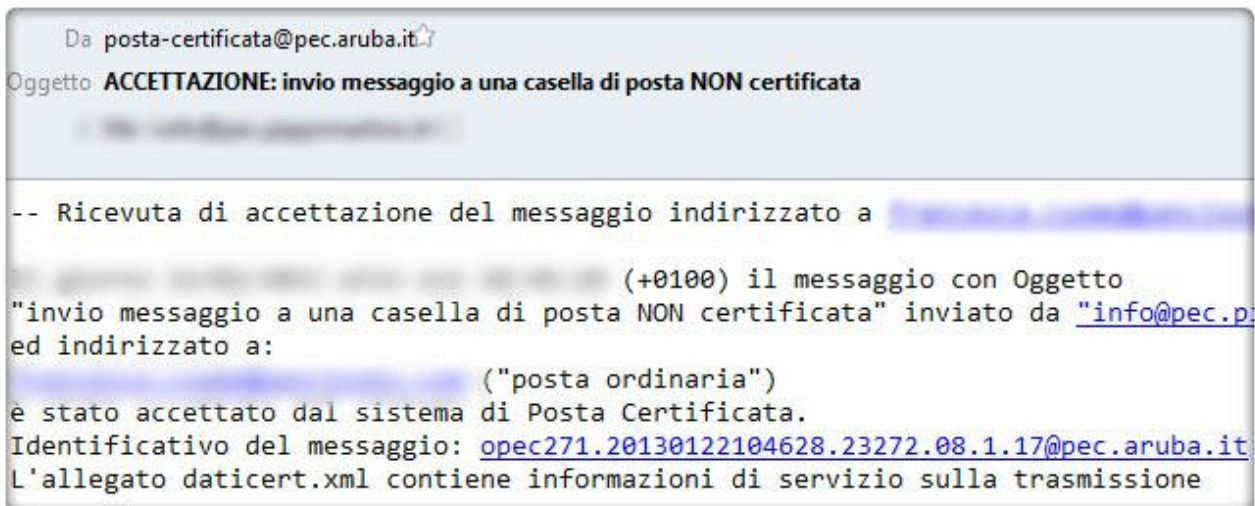 Da posta-certificata@pec.aruba.it
Oggetto ACCETTAZIONE: invio messaggio a una casella di posta NON certificata
-- Ricevuta di accettazione del messaggio indirizzato a
(+0100) il messaggio con Oggetto
"invio messaggio a una casella di posta NON certificata" inviato da "info@pec.pi
ed indirizzato a:
("posta ordinaria")
è stato accettato dal sistema di Posta Certificata.
Identificativo del messaggio: opec271.20130122104628.23272.08.1.17@pec.aruba.it
L'allegato daticert.xml contiene informazioni di servizio sulla trasmissione